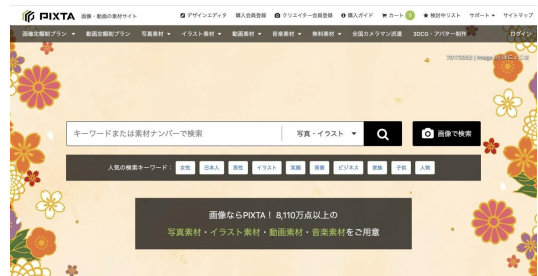 PIXTA 画像・動画の素材サイト デザインエディタ 購入会員登録 クリエイター会員登録 購入ガイド カート 検討中リスト サポート サイトマップ
画像定額制プラン 動画定額制プラン 写真素材 イラスト素材 動画素材 音楽素材 無料素材 全国カメラマン派遣 3DCG・アバター制作 ログイン
キーワードまたは素材ナンバーで検索 写真・イラスト 画像で検索
人気の検索キーワード： 女性 日本人 男性 イラスト 笑顔 背景 ビジネス 家族 子供 人物
画像ならPIXTA！ 8,110万点以上の
写真素材・イラスト素材・動画素材・音楽素材をご用意